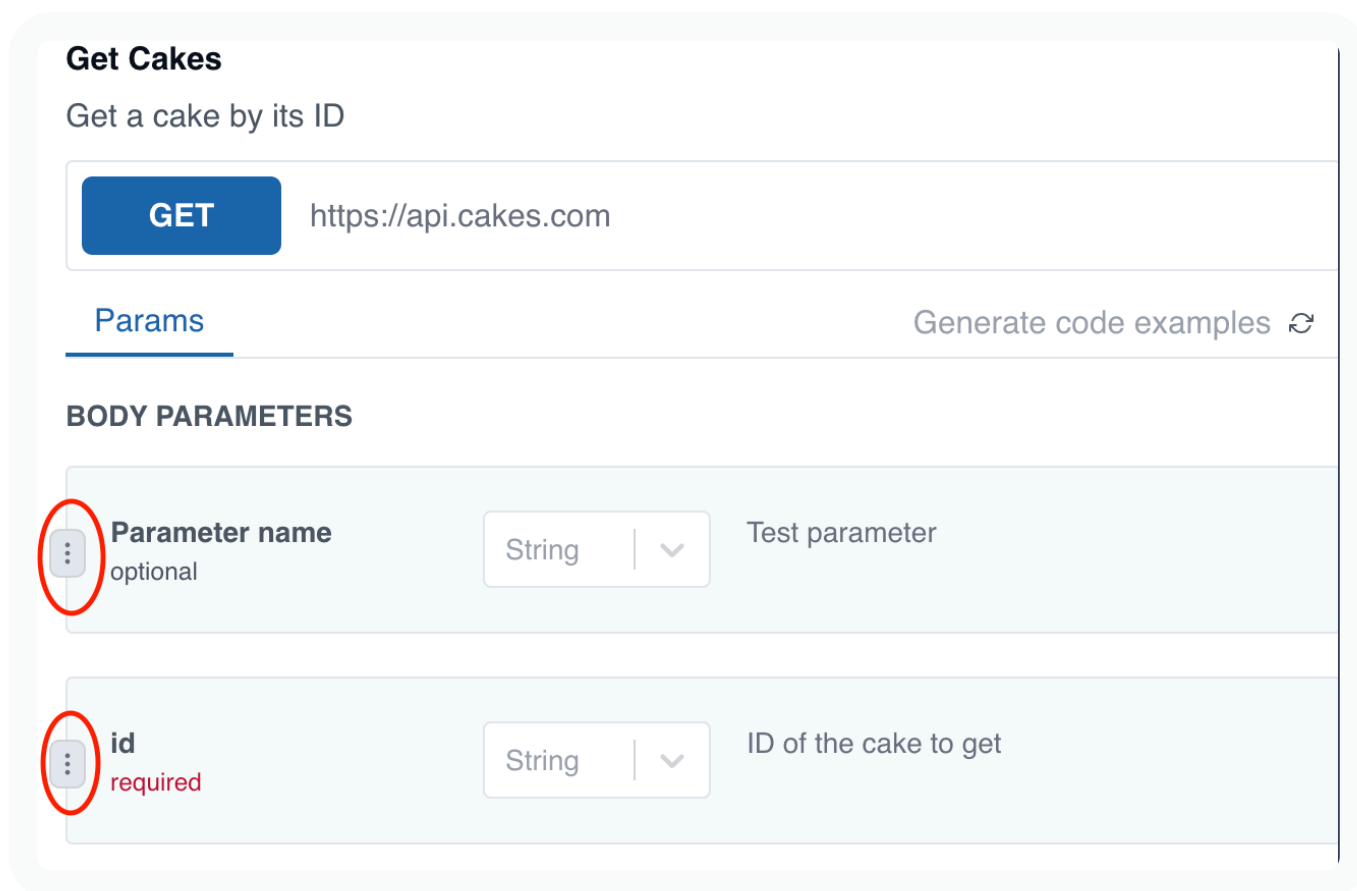 Get Cakes
Get a cake by its ID
GET https://api.cakes.com
Params Generate code examples
BODY PARAMETERS
Parameter name String Test parameter
optional
id String ID of the cake to get
required